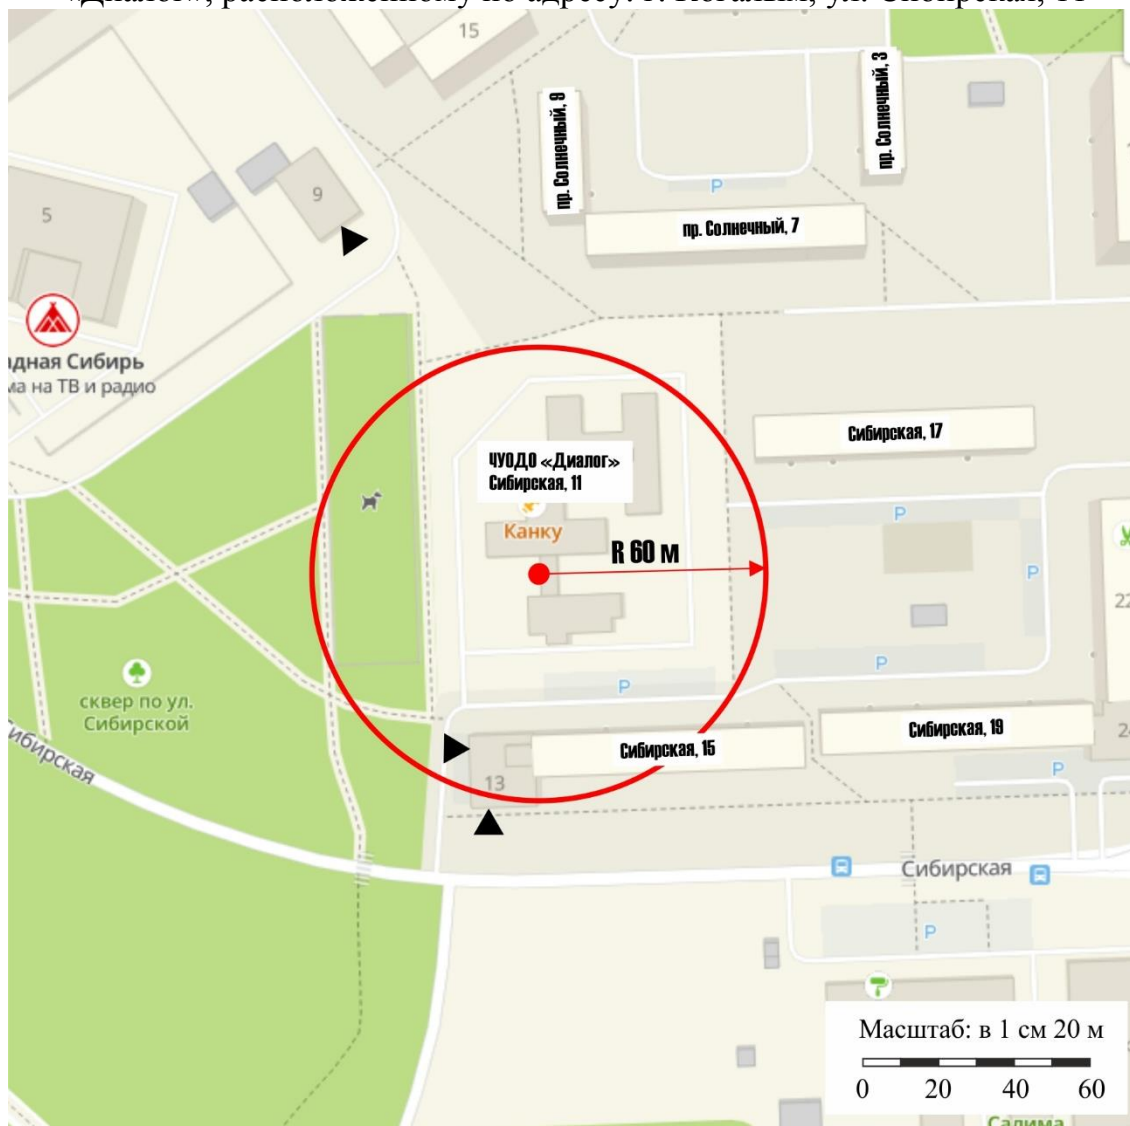 «Диалог», расположенному по адресу: г. Когалым, ул. Сибирская, 11
15
пр. Солнечный, 9
пр. Солнечный, 3
9
P
5
пр. Солнечный, 7
адная Сибирь
ма на ТВ и радио
Сибирская, 17
ЧУОДО «Диалог»
Сибирская, 11
Канку
P
R 60 м
P
22
P
P
сквер по ул.
Сибирской
Сибирская, 19
Сибирская
Сибирская, 15
24
13
P
Сибирская
P
Масштаб: в 1 см 20 м
0 20 40 60
Салима